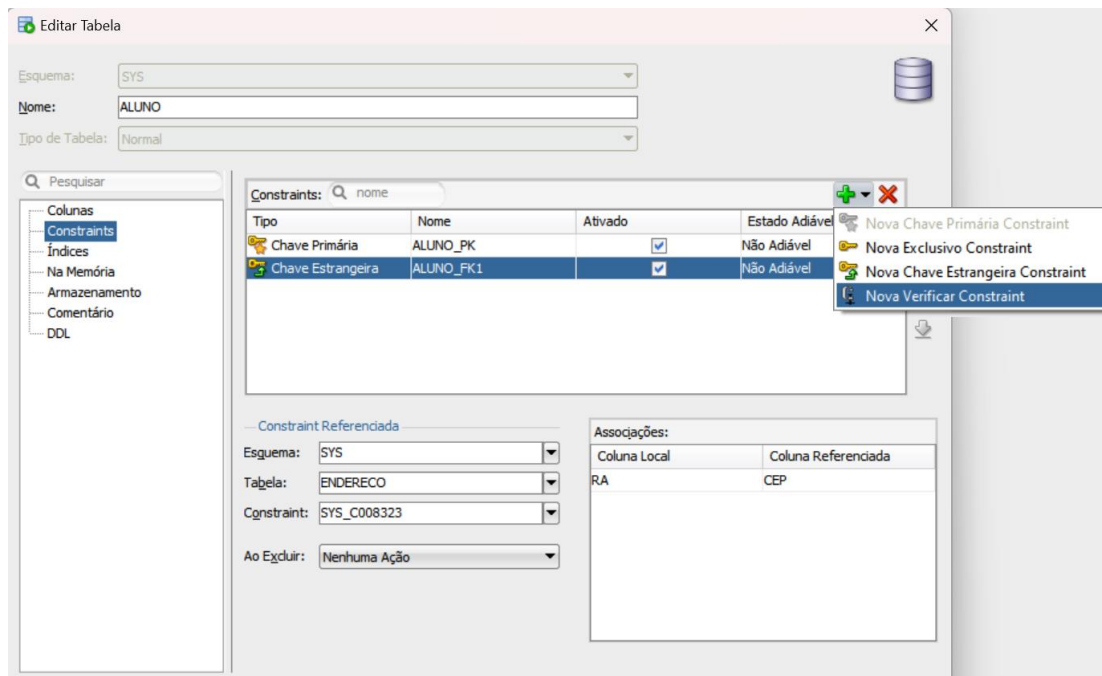 Editar Tabela
Esquema: SYS
Nome: ALUNO
Tipo de Tabela: Normal
Pesquisar
Colunas
Constraints
Índices
Na Memória
Armazenamento
Comentário
DDL
Constraints: nome
Tipo Nome Ativado Estado Adiável
Chave Primária ALUNO_PK Não Adiável
Chave Estrangeira ALUNO_FK1 Não Adiável
Nova Chave Primária Constraint
Nova Exclusivo Constraint
Nova Chave Estrangeira Constraint
Nova Verificar Constraint
Constraint Referenciada
Esquema: SYS
Tabela: ENDERECO
Constraint: SYS_C008323
Ao Excluir: Nenhuma Ação
Associações:
Coluna Local Coluna Referenciada
RA CEP